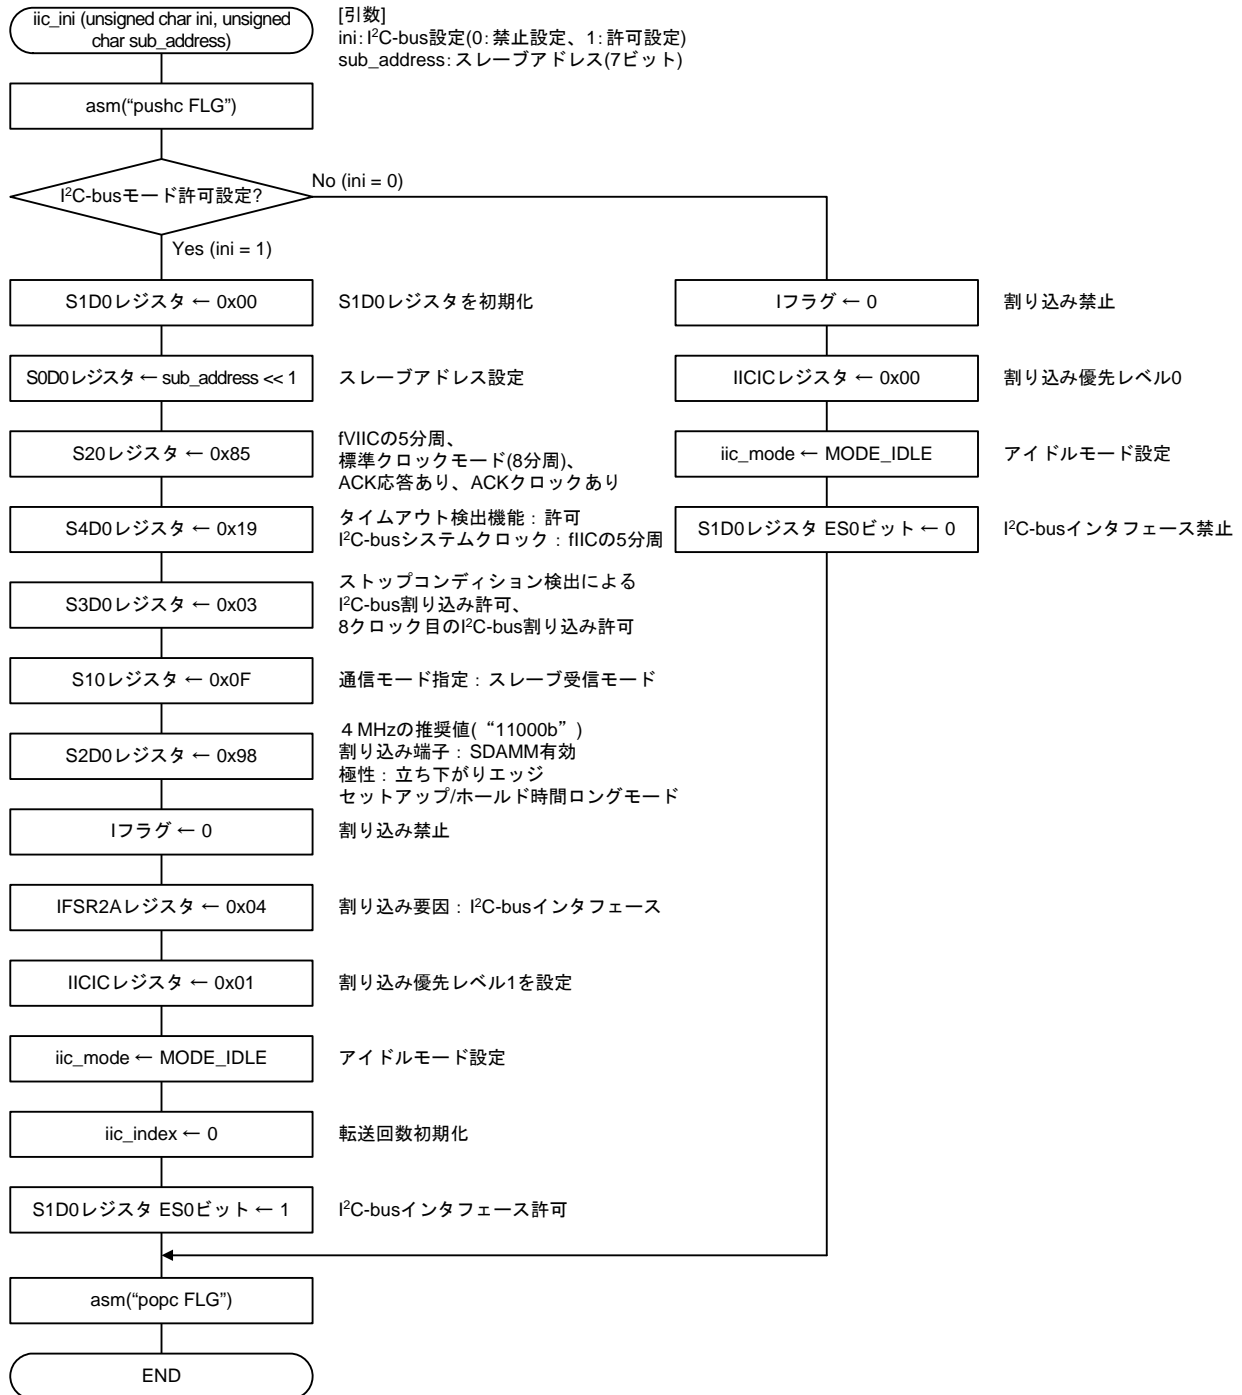 iic_ini (unsigned char ini, unsigned
char sub_address)
[引数]
ini: I²C-bus設定(0: 禁止設定、1: 許可設定)
sub_address: スレーブアドレス(7ビット)
asm(“pushc FLG”)
I²C-busモード許可設定?
No (ini = 0)
Yes (ini = 1)
S1D0レジスタ ← 0x00
S1D0レジスタを初期化
Iフラグ ← 0
割り込み禁止
S0D0レジスタ ← sub_address << 1
スレーブアドレス設定
IICICレジスタ ← 0x00
割り込み優先レベル0
S20レジスタ ← 0x85
fVIICの5分周、
標準クロックモード(8分周)、
ACK応答あり、ACKクロックあり
iic_mode ← MODE_IDLE
アイドルモード設定
S4D0レジスタ ← 0x19
タイムアウト検出機能：許可
I²C-busシステムクロック：fIICの5分周
S1D0レジスタ ES0ビット ← 0
I²C-busインタフェース禁止
S3D0レジスタ ← 0x03
ストップコンディション検出による
I²C-bus割り込み許可、
8クロック目のI²C-bus割り込み許可
S10レジスタ ← 0x0F
通信モード指定：スレーブ受信モード
S2D0レジスタ ← 0x98
4 MHzの推奨値(“11000b”)
割り込み端子：SDAMM有効
極性：立ち下がりエッジ
セットアップ/ホールド時間ロングモード
Iフラグ ← 0
割り込み禁止
IFSR2Aレジスタ ← 0x04
割り込み要因：I²C-busインタフェース
IICICレジスタ ← 0x01
割り込み優先レベル1を設定
iic_mode ← MODE_IDLE
アイドルモード設定
iic_index ← 0
転送回数初期化
S1D0レジスタ ES0ビット ← 1
I²C-busインタフェース許可
asm(“popc FLG”)
END